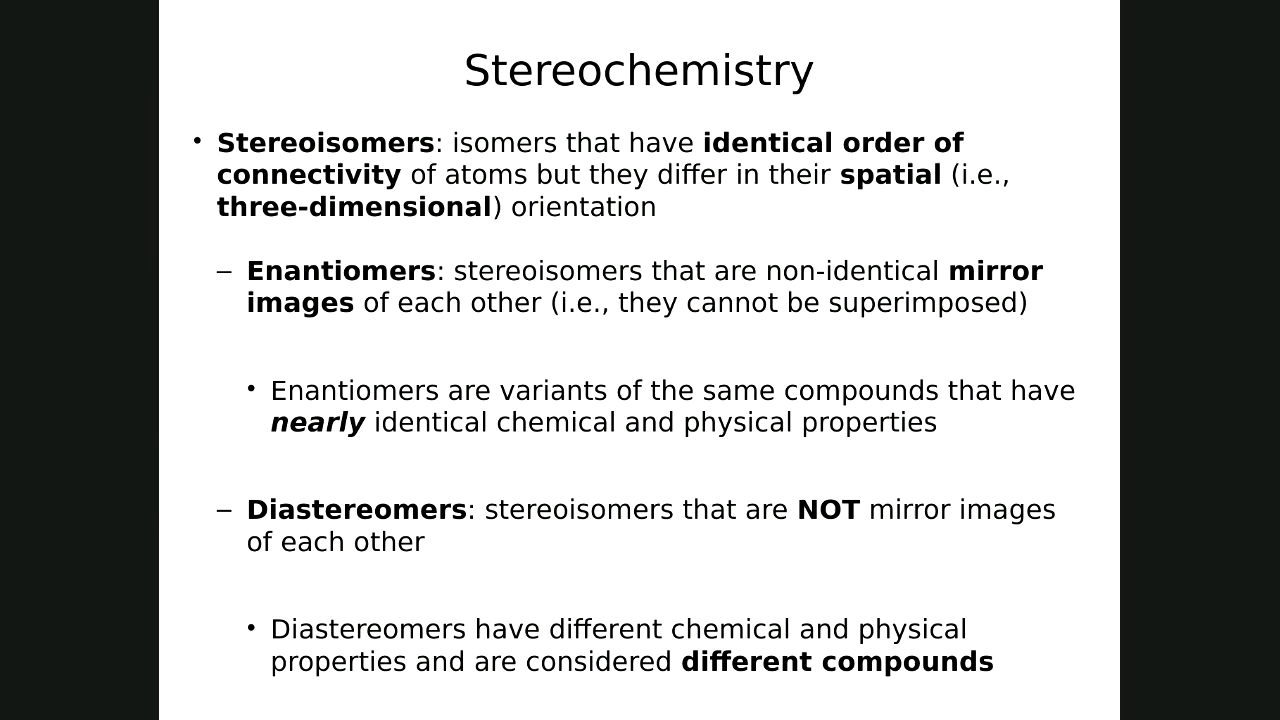 Stereochemistry
• Stereoisomers: isomers that have identical order of
connectivity of atoms but they differ in their spatial (i.e.,
three-dimensional) orientation
– Enantiomers: stereoisomers that are non-identical mirror
images of each other (i.e., they cannot be superimposed)
• Enantiomers are variants of the same compounds that have
nearly identical chemical and physical properties
– Diastereomers: stereoisomers that are NOT mirror images
of each other
• Diastereomers have different chemical and physical
properties and are considered different compounds